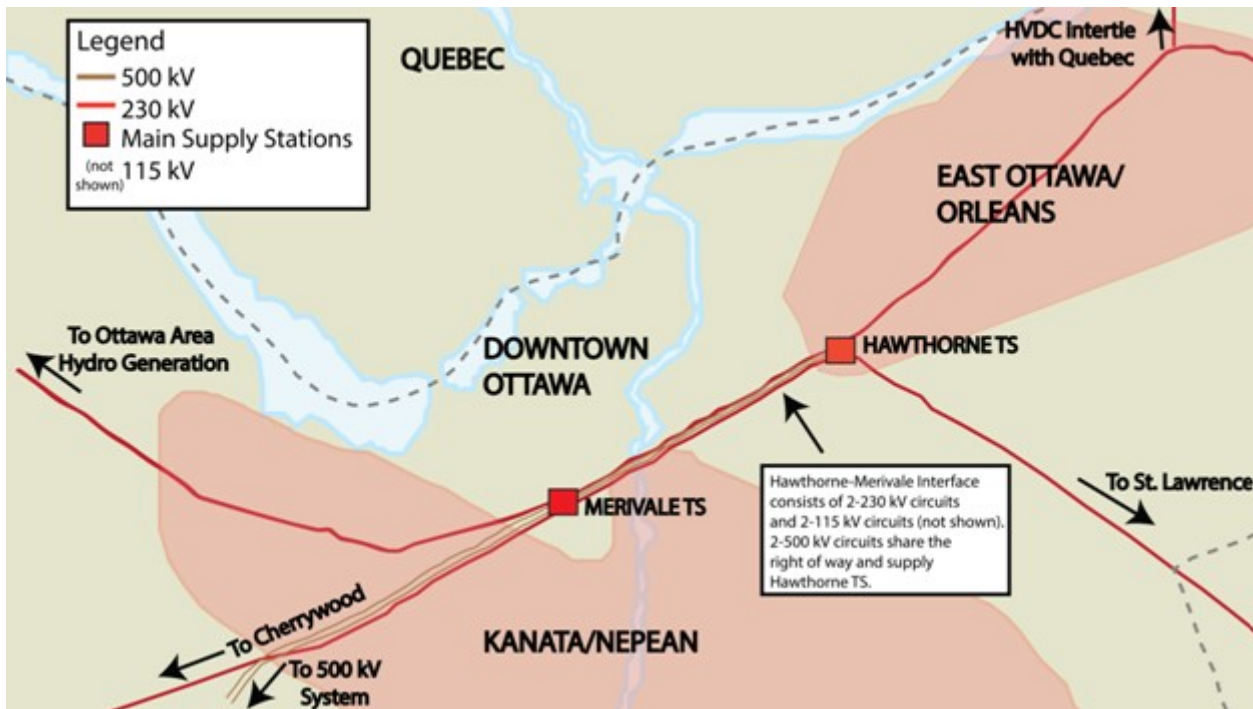 Legend
500 kV
230 kV
Main Supply Stations
(not
shown) 115 kV
QUEBEC
HVDC Intertie
with Quebec
EAST OTTAWA/
ORLEANS
To Ottawa Area
Hydro Generation
DOWNTOWN
OTTAWA
HAWTHORNE TS
MERIVALE TS
Hawthorne-Merivale Interface
consists of 2-230 kV circuits
and 2-115 kV circuits (not shown).
2-500 kV circuits share the
right of way and supply
Hawthorne TS.
To St. Lawrence
To Cherrywood
KANATA/NEPEAN
To 500 kV
System